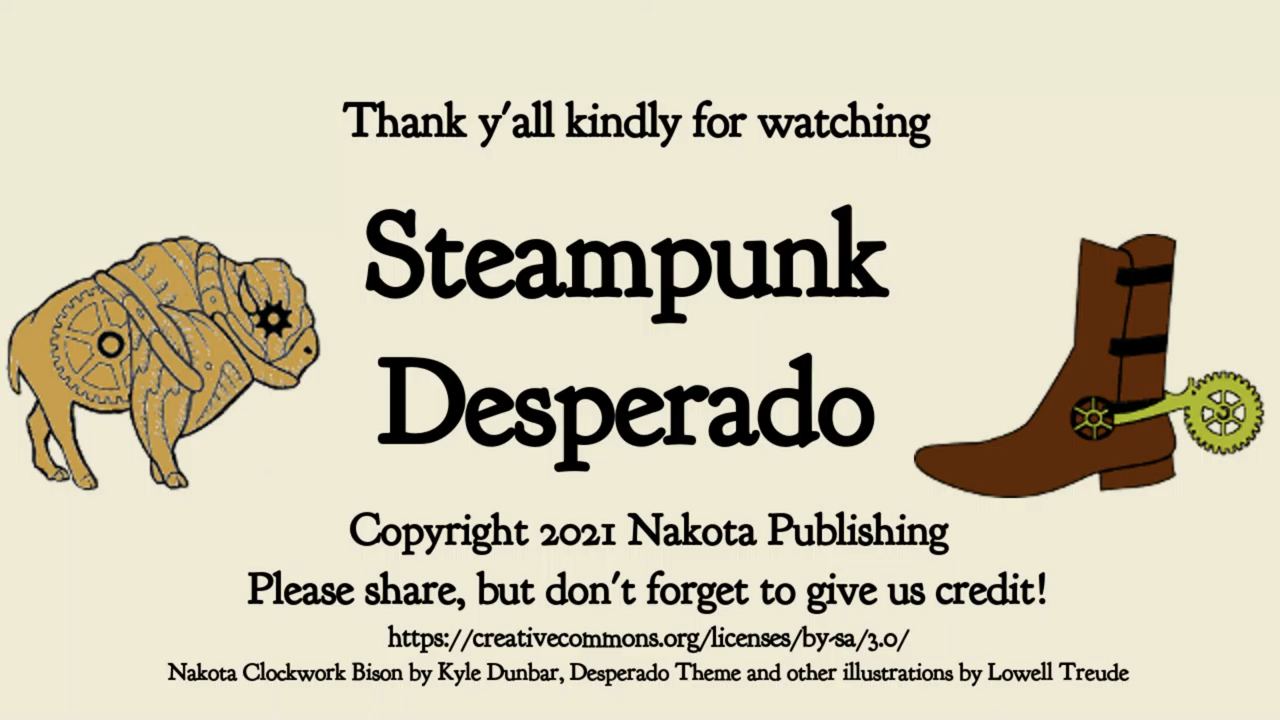 Thank y'all kindly for watching
Steampunk
Desperado
Copyright 2021 Nakota Publishing
Please share, but don't forget to give us credit!
https://creativecommons.org/licenses/by-sa/3.0/
Nakota Clockwork Bison by Kyle Dunbar, Desperado Theme and other illustrations by Lowell Treude